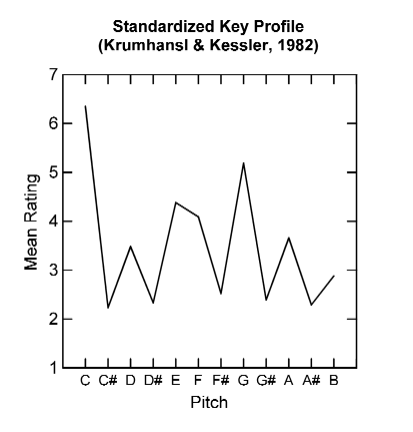 Standardized Key Profile
(Krumhansl & Kessler, 1982)
7
6
5
4
3
2
1
Mean Rating
C C# D D# E F F# G G# A A# B
Pitch